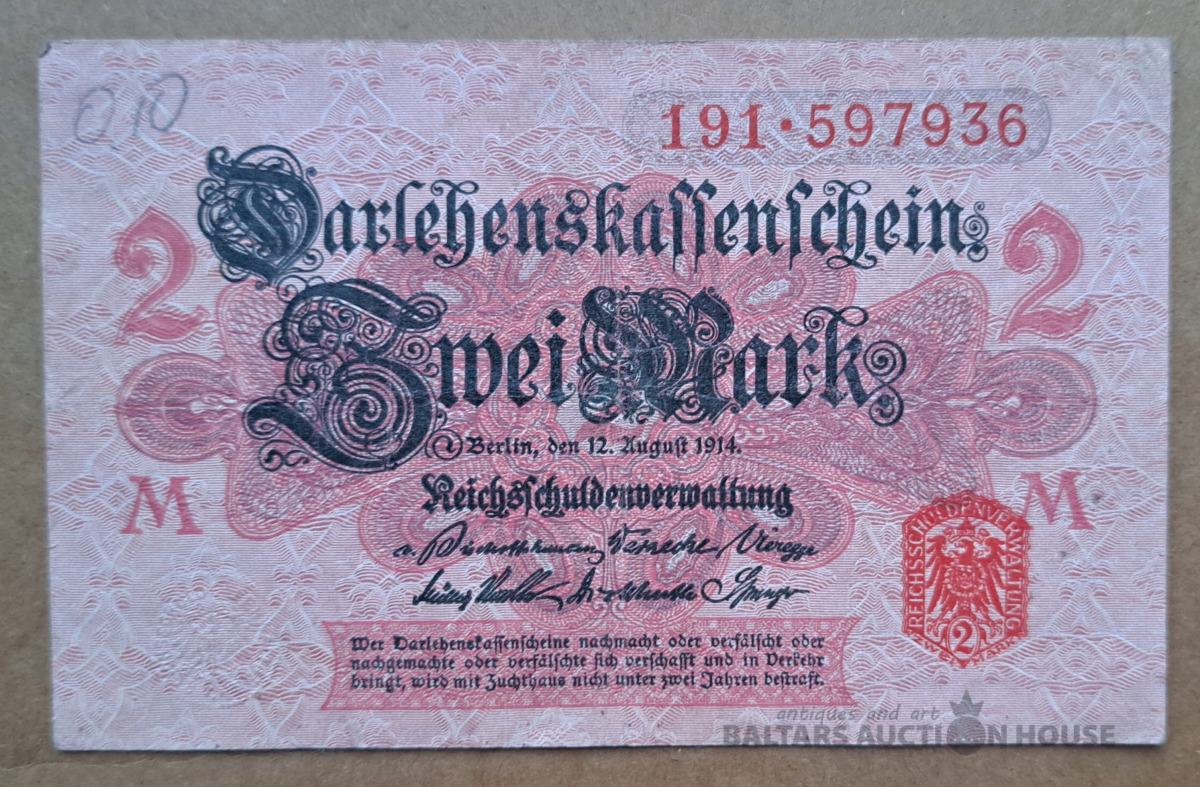 0,10
191·597936
Darlehenskassenschein
2 2
Zwei Mark
Berlin, den 12. August 1914.
Reichsschuldenverwaltung
M M
REICHSSCHULDENVERWALTUNG
2
ZWEI MARK
Wer Darlehenskassenscheine nachmacht oder verfälscht oder
nachgemachte oder verfälschte sich verschafft und in Verkehr
bringt, wird mit Zuchthaus nicht unter zwei Jahren bestraft.
antiques and art
BALTARS AUCTION HOUSE